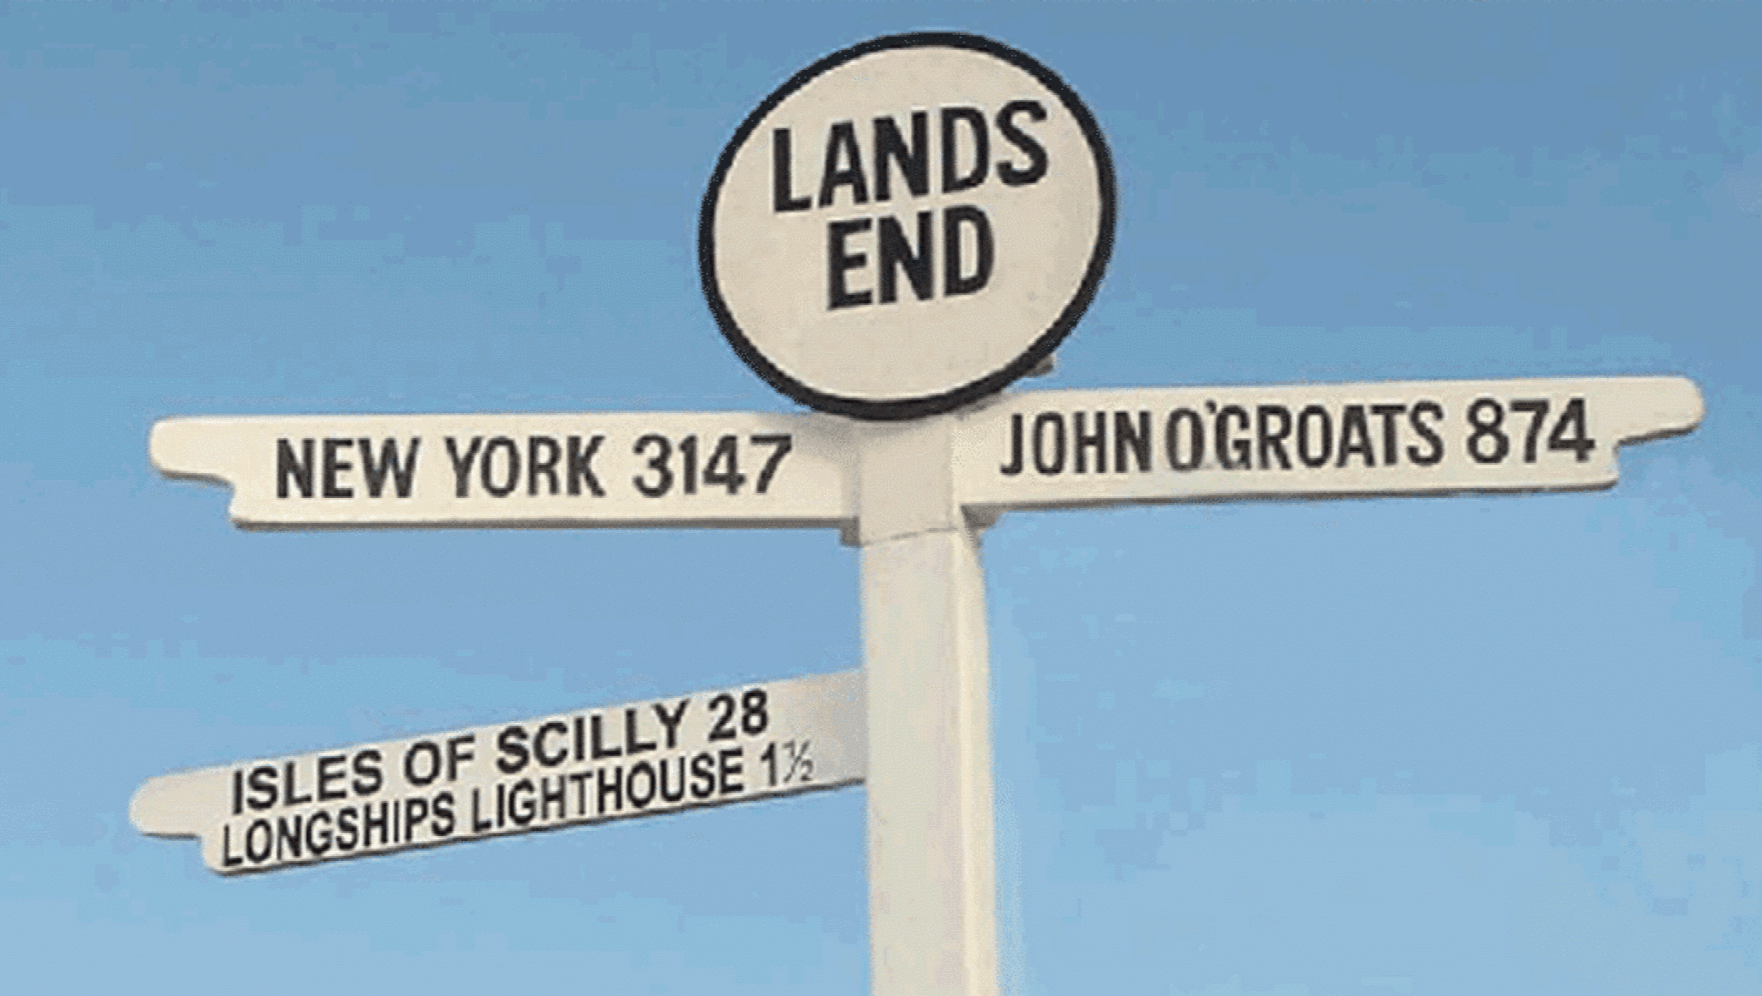 LANDS
END
NEW YORK 3147
JOHN O'GROATS 874
ISLES OF SCILLY 28
LONGSHIPS LIGHTHOUSE 1½